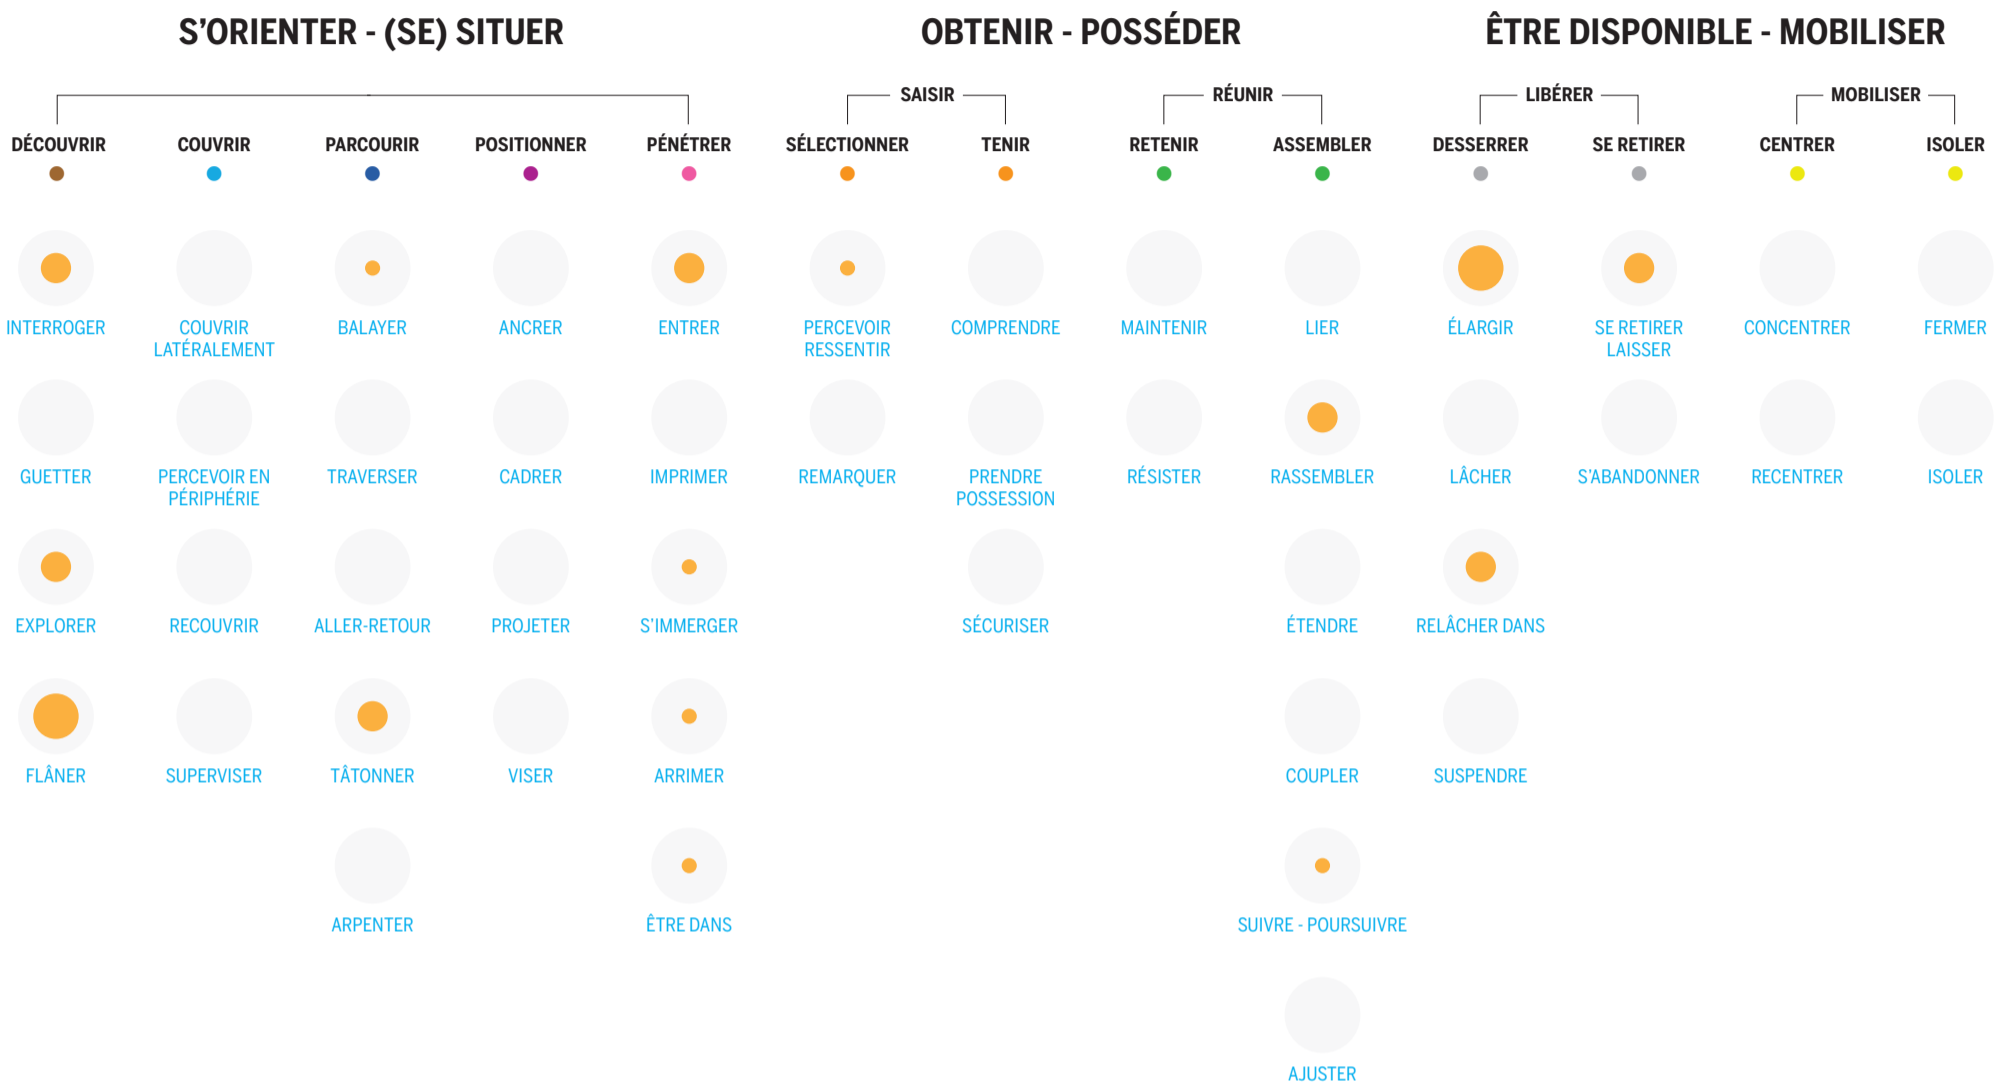 S’ORIENTER - (SE) SITUER
OBTENIR - POSSÉDER
ÊTRE DISPONIBLE - MOBILISER
SAISIR
RÉUNIR
LIBÉRER
MOBILISER
DÉCOUVRIR
COUVRIR
PARCOURIR
POSITIONNER
PÉNÉTRER
SÉLECTIONNER
TENIR
RETENIR
ASSEMBLER
DESSERRER
SE RETIRER
CENTRER
ISOLER
INTERROGER
COUVRIR
LATÉRALEMENT
BALAYER
ANCRER
ENTRER
PERCEVOIR
RESSENTIR
COMPRENDRE
MAINTENIR
LIER
ÉLARGIR
SE RETIRER
LAISSER
CONCENTRER
FERMER
GUETTER
PERCEVOIR EN
PÉRIPHÉRIE
TRAVERSER
CADRER
IMPRIMER
REMARQUER
PRENDRE
POSSESSION
RÉSISTER
RASSEMBLER
LÂCHER
S’ABANDONNER
RECENTRER
ISOLER
EXPLORER
RECOUVRIR
ALLER-RETOUR
PROJETER
S’IMMERGER
SÉCURISER
ÉTENDRE
RELÂCHER DANS
FLÂNER
SUPERVISER
TÂTONNER
VISER
ARRIMER
COUPLER
SUSPENDRE
ARPENTER
ÊTRE DANS
SUIVRE - POURSUIVRE
AJUSTER